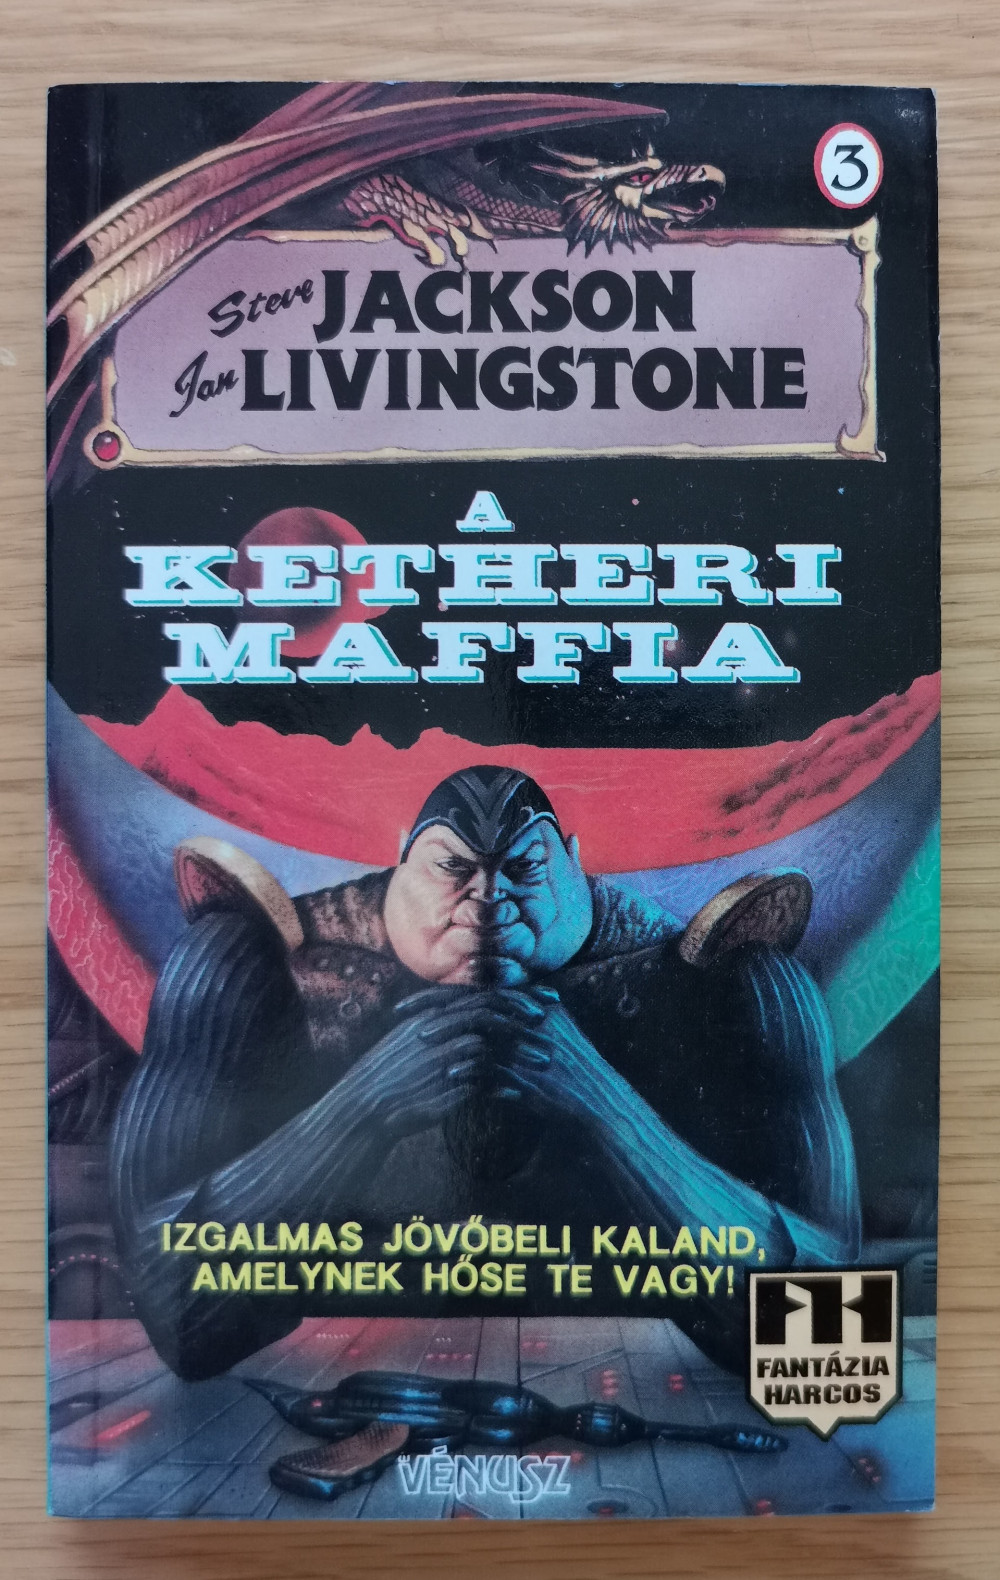 3
Steve JACKSON
Ian LIVINGSTONE
A
KETHERI
MAFFIA
IZGALMAS JÖVŐBELI KALAND,
AMELYNEK HŐSE TE VAGY!
FH
FANTÁZIA
HARCOS
VÉNUSZ